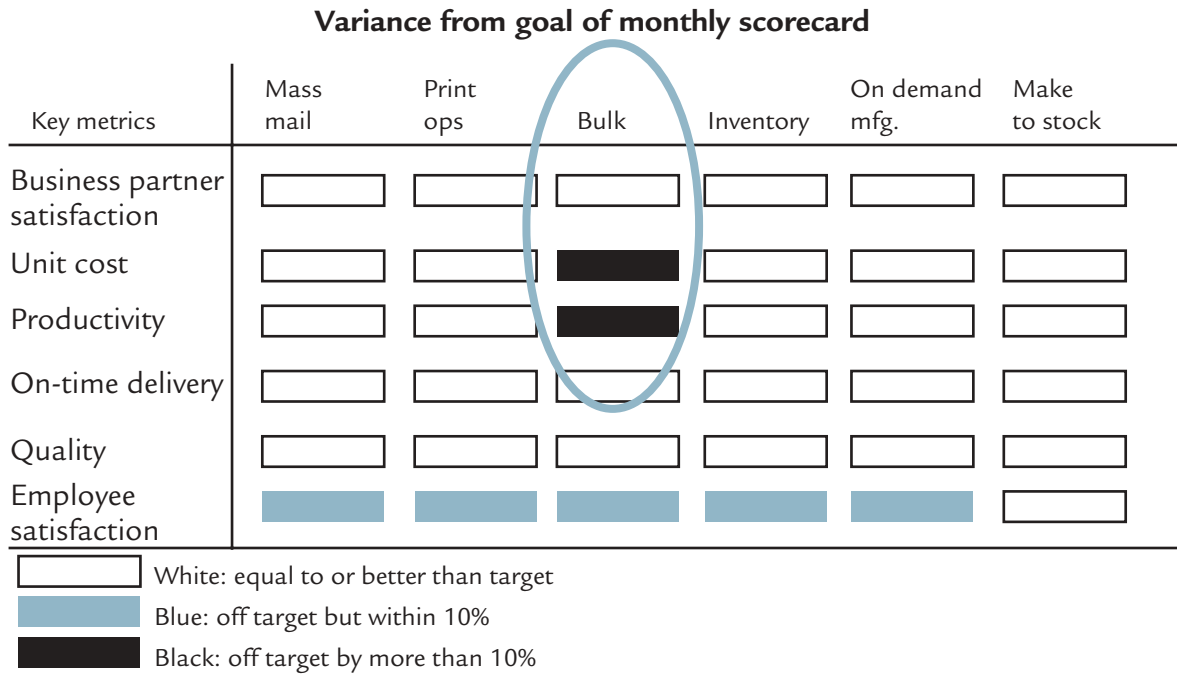 Variance from goal of monthly scorecard
Key metrics
Mass
mail
Print
ops
Bulk
Inventory
On demand
mfg.
Make
to stock
Business partner
satisfaction
Unit cost
Productivity
On-time delivery
Quality
Employee
satisfaction
White: equal to or better than target
Blue: off target but within 10%
Black: off target by more than 10%